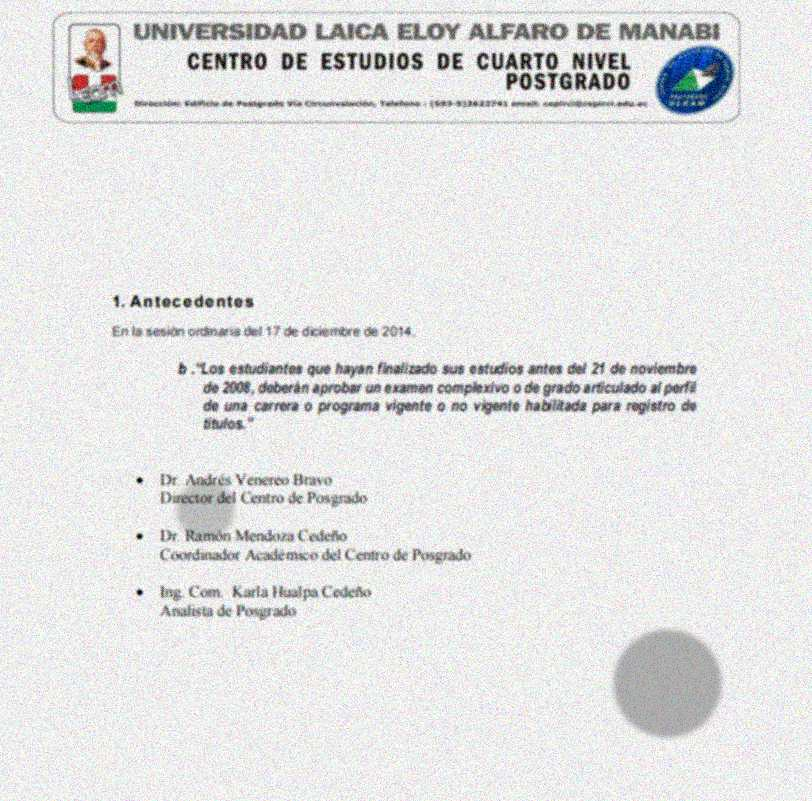 UNIVERSIDAD LAICA ELOY ALFARO DE MANABI
CENTRO DE ESTUDIOS DE CUARTO NIVEL
POSTGRADO
Dirección: Edificio de Postgrado Vía Circunvalación, Teléfono : (593-5)2622741 email:
1. Antecedentes
En la sesión ordinaria del 17 de diciembre de 2014.
b ."Los estudiantes que hayan finalizado sus estudios antes del 21 de noviembre
de 2008, deberán aprobar un examen complexivo o de grado articulado al perfil
de una carrera o programa vigente o no vigente habilitada para registro de
títulos."
• Dr. Andrés Venereo Bravo
Director del Centro de Posgrado
• Dr. Ramón Mendoza Cedeño
Coordinador Académico del Centro de Posgrado
• Ing. Com. Karla Hualpa Cedeño
Analista de Posgrado